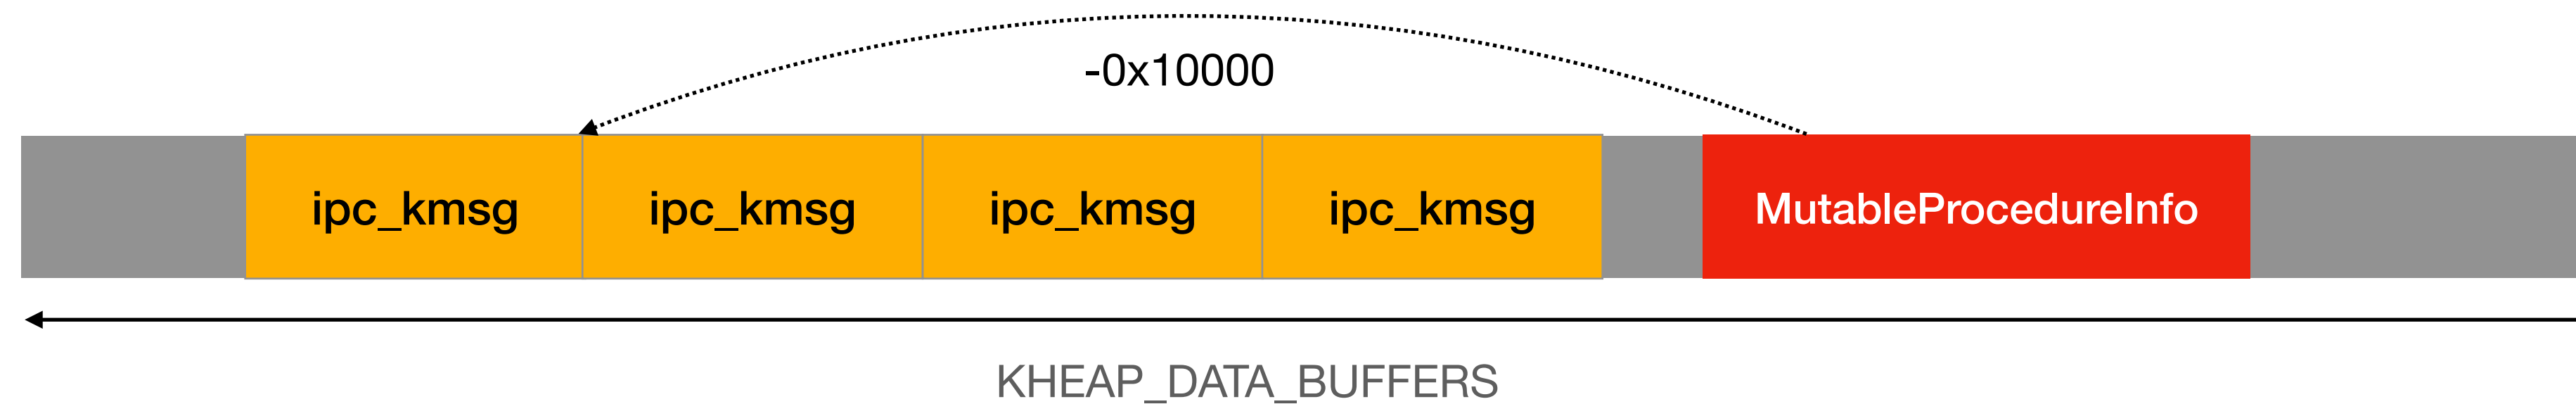 -0x10000
ipc_kmsg ipc_kmsg ipc_kmsg ipc_kmsg MutableProcedureInfo
KHEAP_DATA_BUFFERS